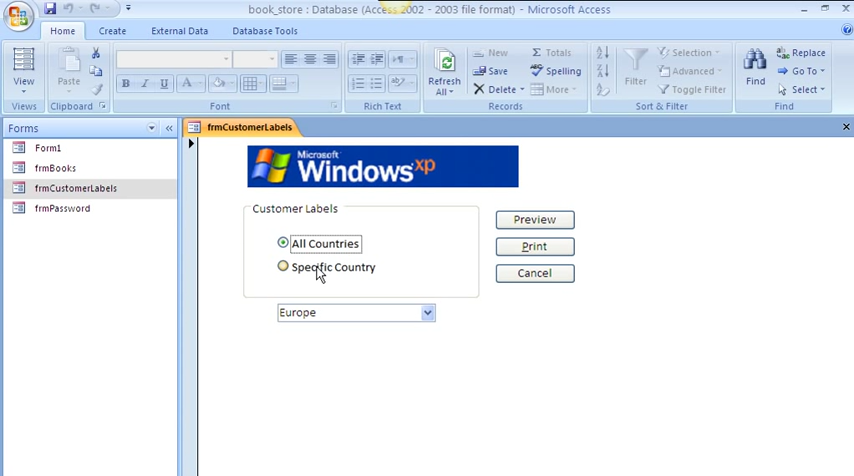 book_store : Database (Access 2002 - 2003 file format) - Microsoft Access
Home Create External Data Database Tools
View
Views
Paste
Clipboard
B I U A
Font
Rich Text
Refresh
All
New
Save
Delete
Σ Totals
Spelling
More
Records
Filter
Selection
Advanced
Toggle Filter
Sort & Filter
Find
Replace
Go To
Select
Find
Forms
Form1
frmBooks
frmCustomerLabels
frmPassword
frmCustomerLabels
Microsoft
Windows xp
Customer Labels
All Countries
Specific Country
Europe
Preview
Print
Cancel